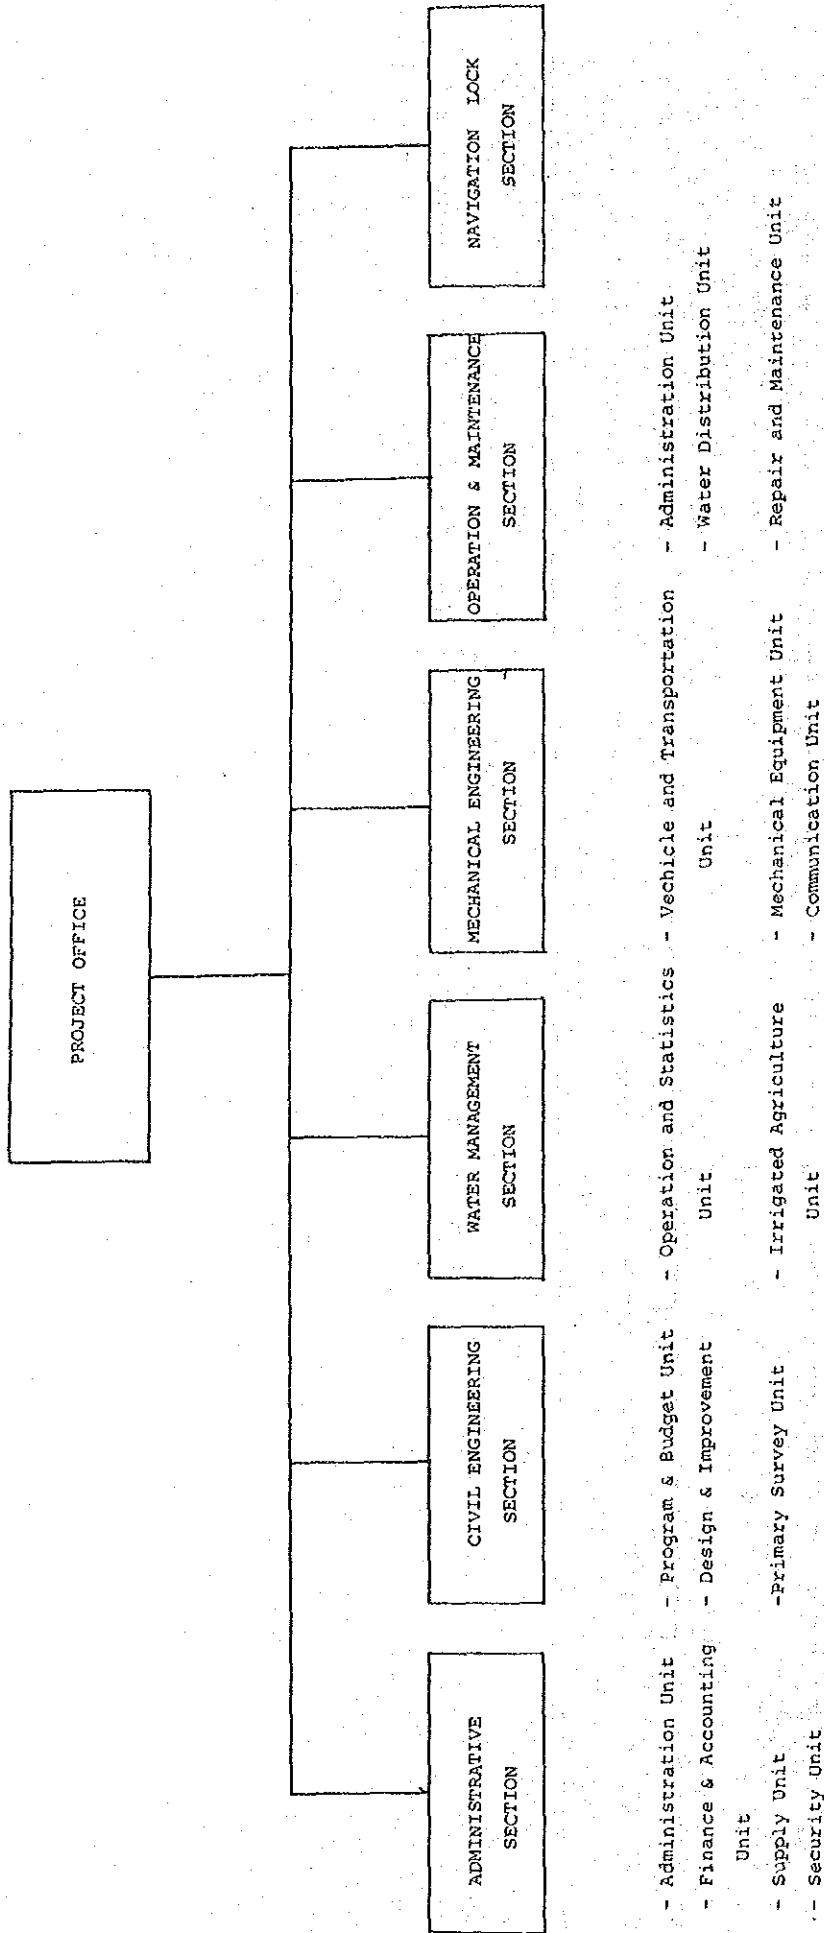 PROJECT OFFICE
ADMINISTRATIVE
SECTION
CIVIL ENGINEERING
SECTION
WATER MANAGEMENT
SECTION
MECHANICAL ENGINEERING
SECTION
OPERATION & MAINTENANCE
SECTION
NAVIGATION LOCK
SECTION
- Administration Unit
- Finance & Accounting
Unit
- Supply Unit
- Security Unit
- Program & Budget Unit
- Design & Improvement
-Primary Survey Unit
- Operation and Statistics
Unit
- Irrigated Agriculture
Unit
- Vechicle and Transportation
Unit
- Mechanical Equipment Unit
- Communication Unit
- Administration Unit
- Water Distribution Unit
- Repair and Maintenance Unit